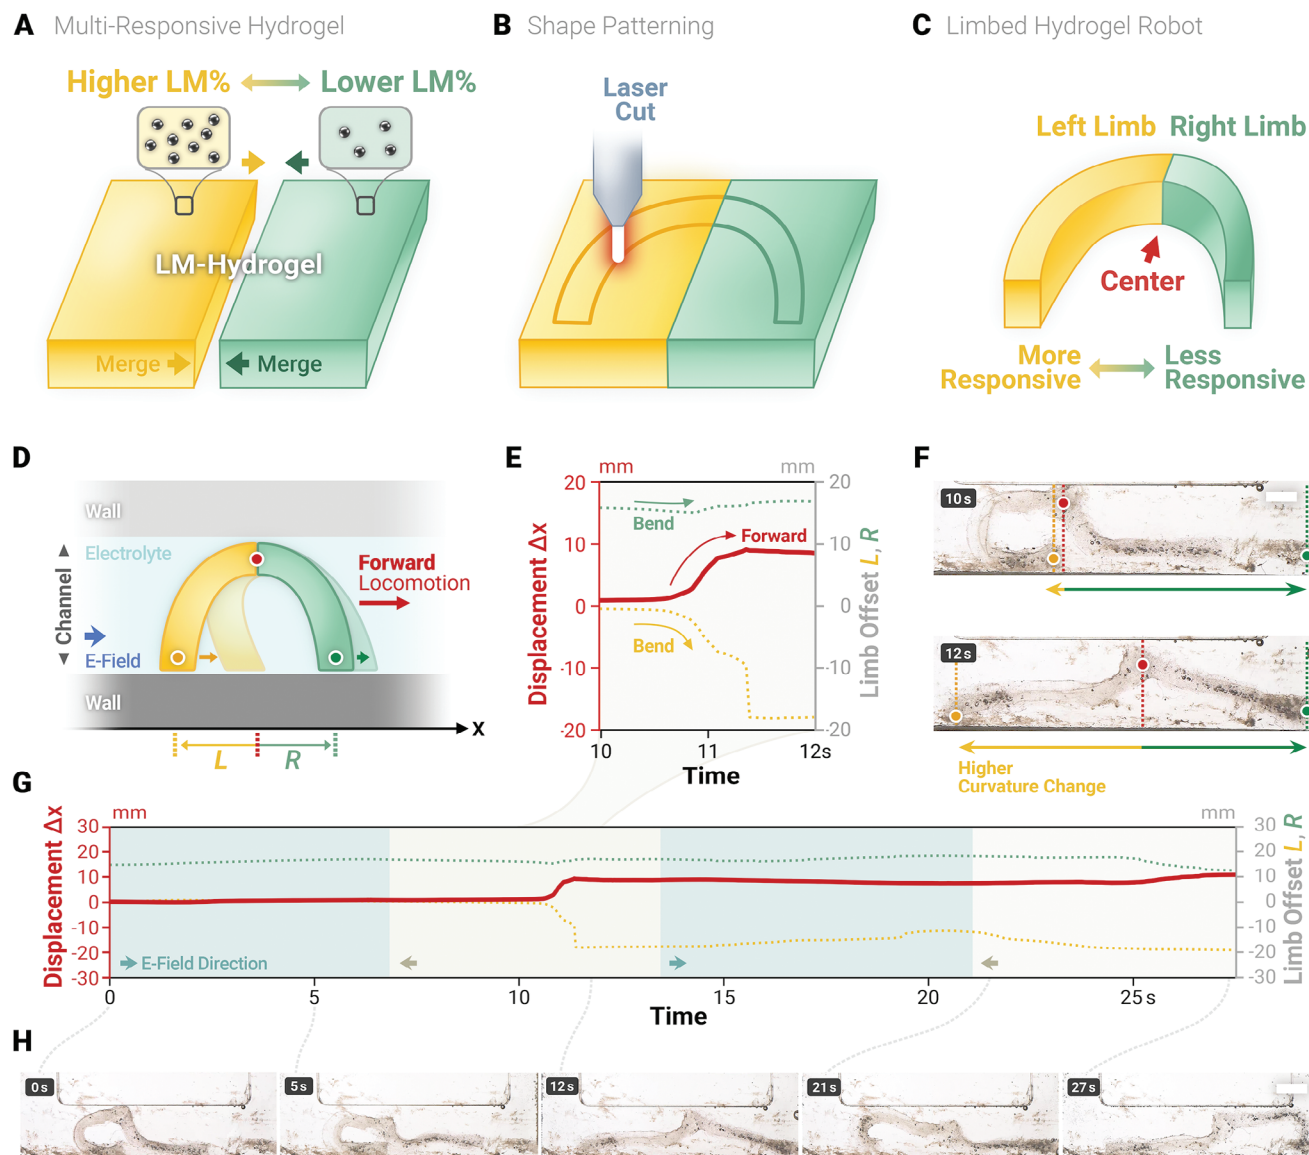 A Multi-Responsive Hydrogel
Higher LM% Lower LM%
LM-Hydrogel
Merge Merge
B Shape Patterning
Laser
Cut
C Limbed Hydrogel Robot
Left Limb Right Limb
Center
More
Responsive
Less
Responsive
D
Wall
Electrolyte
Channel
Forward
Locomotion
E-Field
Wall
x
L R
E
mm mm
Displacement Δx
20
10
0
-10
-20
Bend
Forward
Bend
20
10
0
-10
-20
Limb Offset L, R
10 11 12s
Time
F
10s
12s
Higher
Curvature Change
G
mm mm
Displacement Δx
30
20
10
0
-10
-20
-30
E-Field Direction
30
20
10
0
-10
-20
-30
Limb Offset L, R
0 5 10 15 20 25s
Time
H
0s
5s
12s
21s
27s